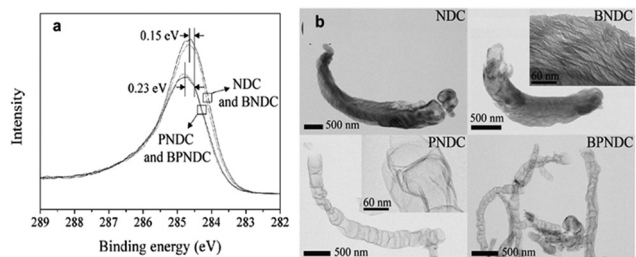 a
0.15 eV
0.23 eV
NDC
and BNDC
PNDC
and BPNDC
Intensity
289 288 287 286 285 284 283 282
Binding energy (eV)
b
NDC
500 nm
BNDC
60 nm
500 nm
PNDC
60 nm
500 nm
BPNDC
500 nm